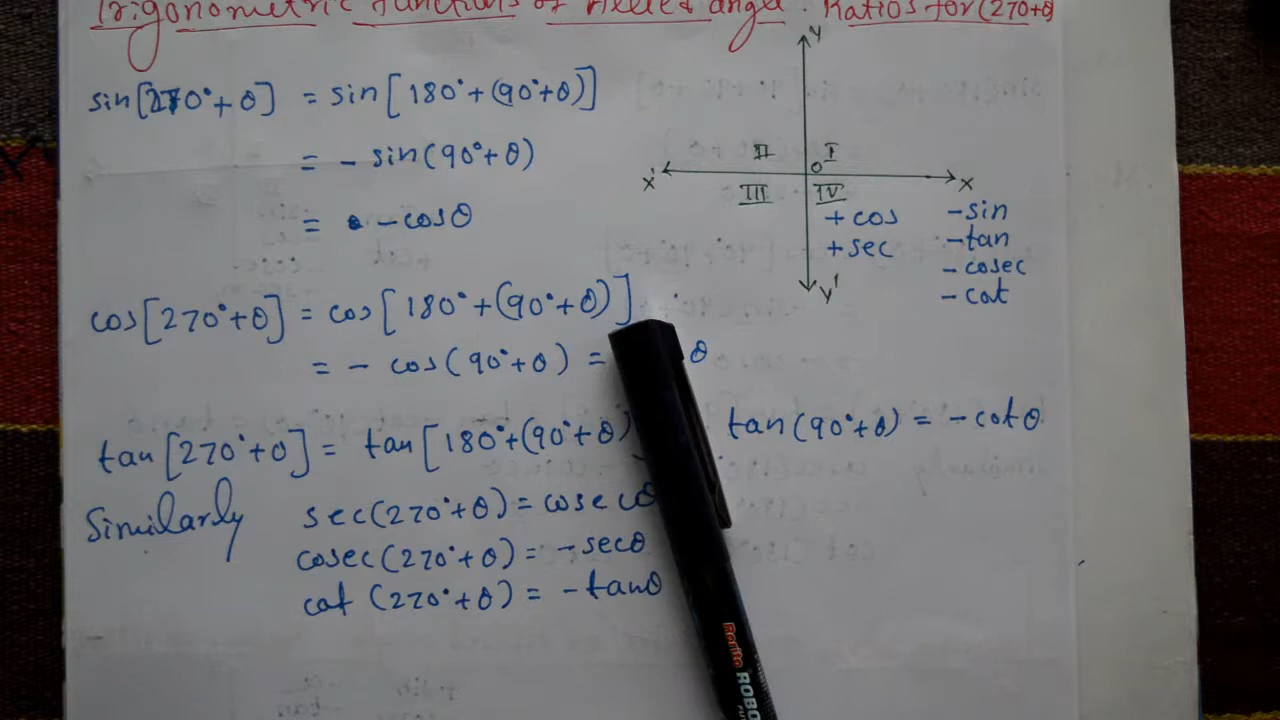 Trigonometric functions of Allied angle. Ratios for (270+θ)
sin[270°+θ] = sin[180°+(90°+θ)]
= - sin(90°+θ)
= -cosθ
Y
II I
X' O X
III IV
+ cos -sin
+ sec -tan
- cosec
- cot
Y'
cos[270°+θ] = cos[180°+(90°+θ)]
= - cos(90°+θ) = θ
tan[270°+θ] = tan[180°+(90°+θ) tan(90°+θ) = -cotθ
Similarly sec(270°+θ) = cosecθ
cosec(270°+θ) = -secθ
cot (270°+θ) = -tanθ
Rorito ROBO